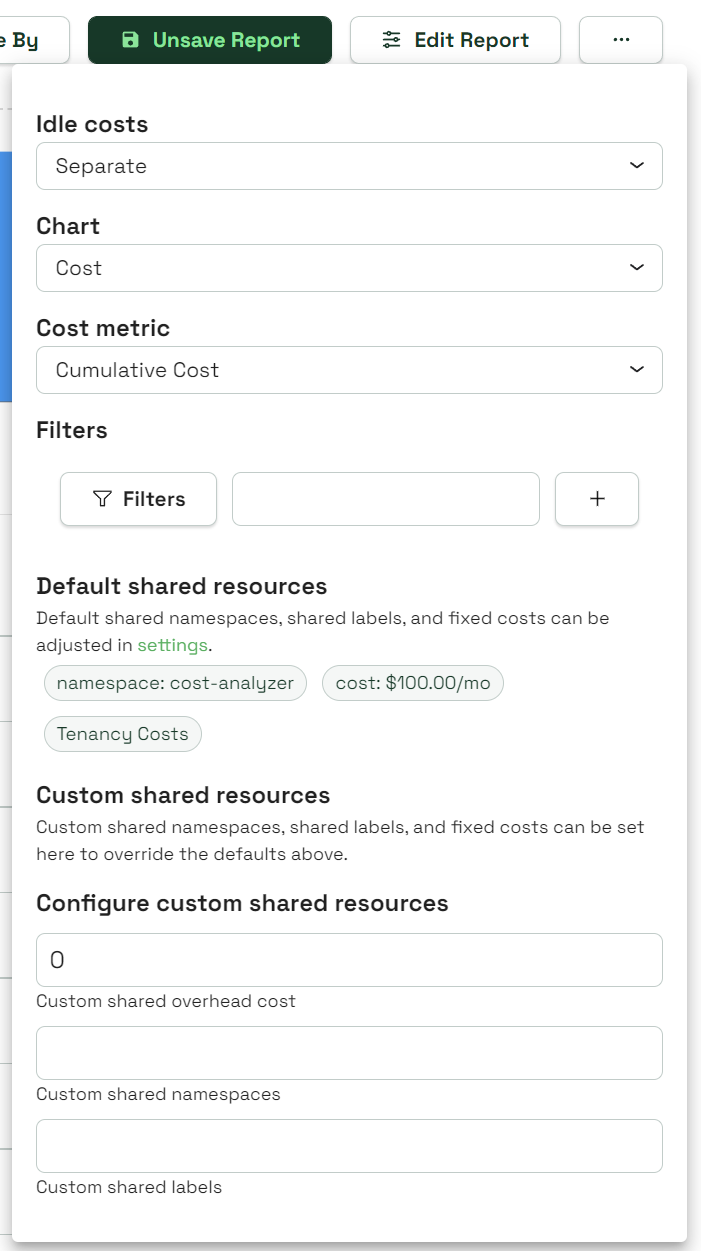 e By
Unsave Report
Edit Report
...
Idle costs
Separate
Chart
Cost
Cost metric
Cumulative Cost
Filters
Filters
+
Default shared resources
Default shared namespaces, shared labels, and fixed costs can be
adjusted in settings.
namespace: cost-analyzer
cost: $100.00/mo
Tenancy Costs
Custom shared resources
Custom shared namespaces, shared labels, and fixed costs can be set
here to override the defaults above.
Configure custom shared resources
0
Custom shared overhead cost
Custom shared namespaces
Custom shared labels